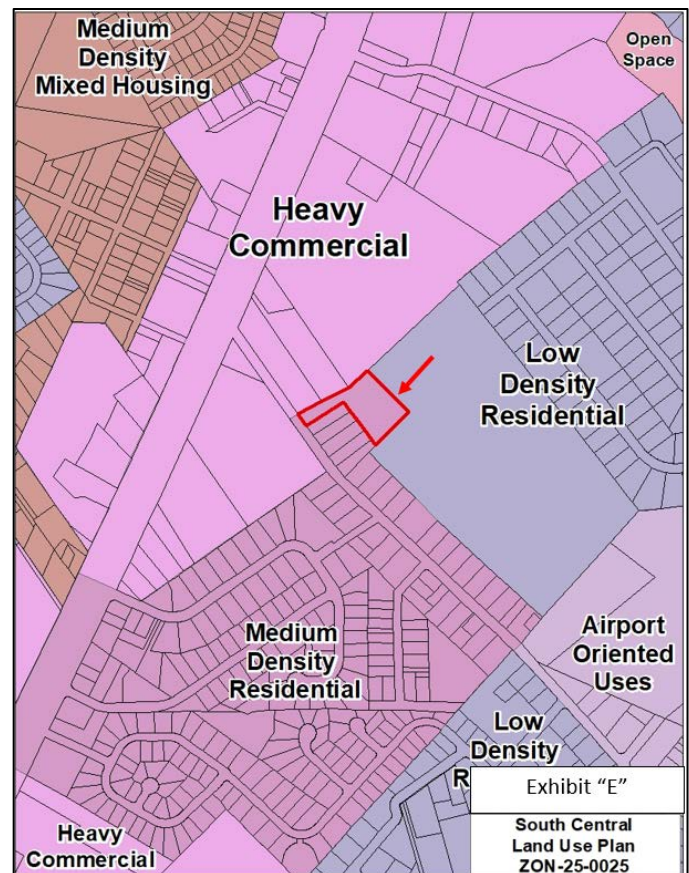 Medium
Density
Mixed Housing
Open
Space
Heavy
Commercial
Low
Density
Residential
Medium
Density
Residential
Airport
Oriented
Uses
Low
Density
R
Exhibit “E”
South Central
Land Use Plan
ZON-25-0025
Heavy
Commercial